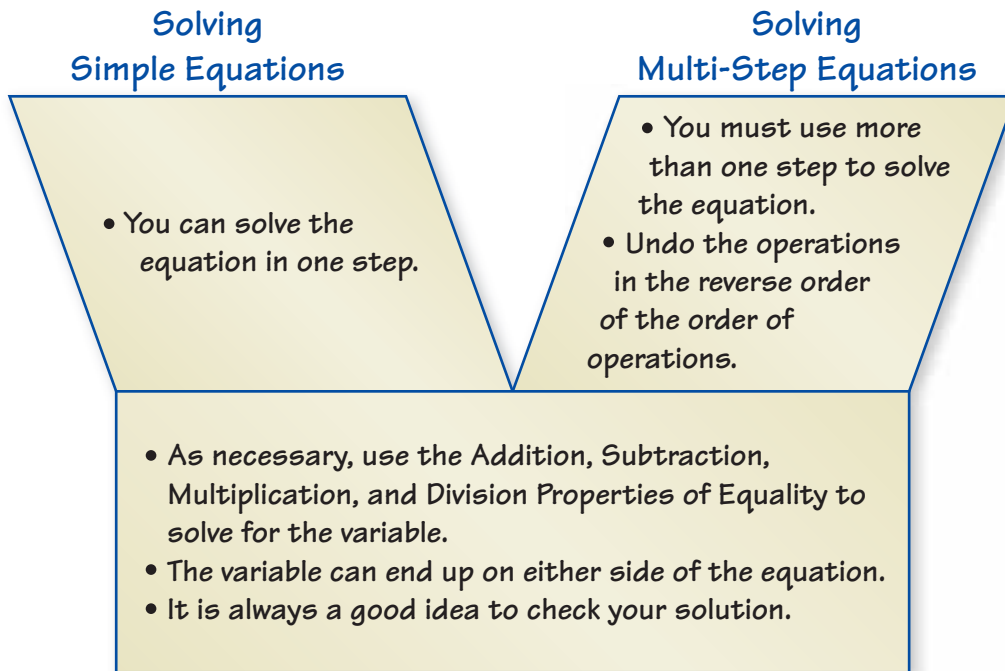 Solving
Simple Equations
• You can solve the
equation in one step.
Solving
Multi-Step Equations
• You must use more
than one step to solve
the equation.
• Undo the operations
in the reverse order
of the order of
operations.
• As necessary, use the Addition, Subtraction,
Multiplication, and Division Properties of Equality to
solve for the variable.
• The variable can end up on either side of the equation.
• It is always a good idea to check your solution.